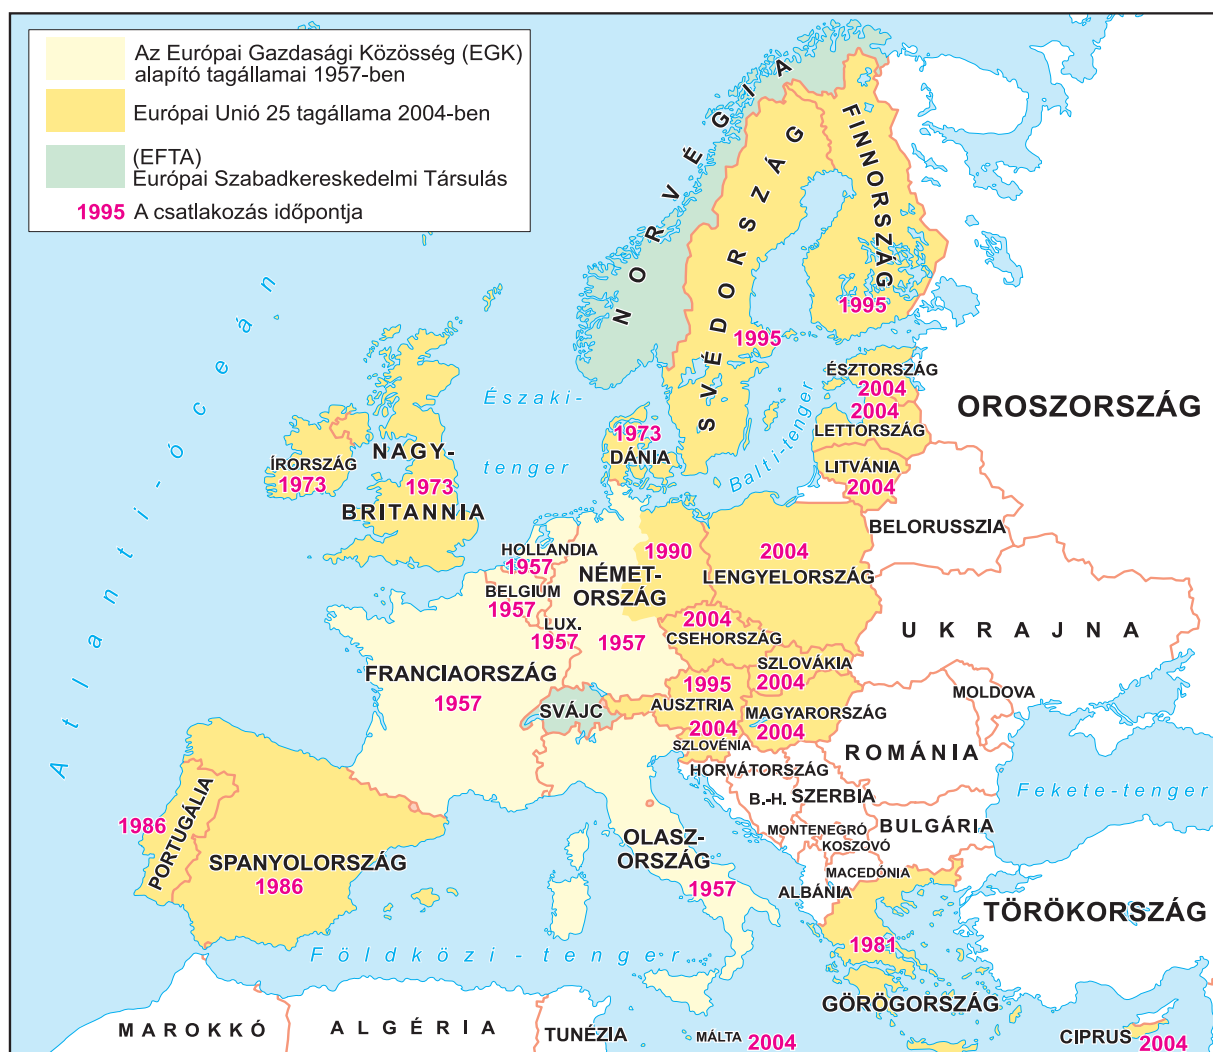 Az Európai Gazdasági Közösség (EGK)
alapító tagállamai 1957-ben
Európai Unió 25 tagállama 2004-ben
(EFTA)
Európai Szabadkereskedelmi Társulás
1995 A csatlakozás időpontja
NORVÉGIA
SVÉDORSZÁG
1995
FINNORSZÁG
1995
Atlanti-óceán
Északi-
tenger
Balti-tenger
ÉSZTORSZÁG
2004
2004
LETTORSZÁG
LITVÁNIA
2004
OROSZORSZÁG
BELORUSSZIA
1973
DÁNIA
ÍRORSZÁG
1973
NAGY-
1973
BRITANNIA
HOLLANDIA
1957
BELGIUM
1957
LUX.
1957
NÉMET-
ORSZÁG
1990
1957
2004
LENGYELORSZÁG
2004
CSEHORSZÁG
UKRAJNA
SZLOVÁKIA
2004
FRANCIAORSZÁG
1957
SVÁJC
1995
AUSZTRIA
MAGYARORSZÁG
2004
2004
SZLOVÉNIA
MOLDOVA
ROMÁNIA
HORVÁTORSZÁG
B.-H.
SZERBIA
Fekete-tenger
MONTENEGRÓ
KOSZOVÓ
BULGÁRIA
MACEDÓNIA
ALBÁNIA
1986
PORTUGÁLIA
SPANYOLORSZÁG
1986
OLASZ-
ORSZÁG
1957
TÖRÖKORSZÁG
1981
GÖRÖGORSZÁG
Földközi-tenger
MAROKKÓ
ALGÉRIA
TUNÉZIA
MÁLTA 2004
CIPRUS 2004